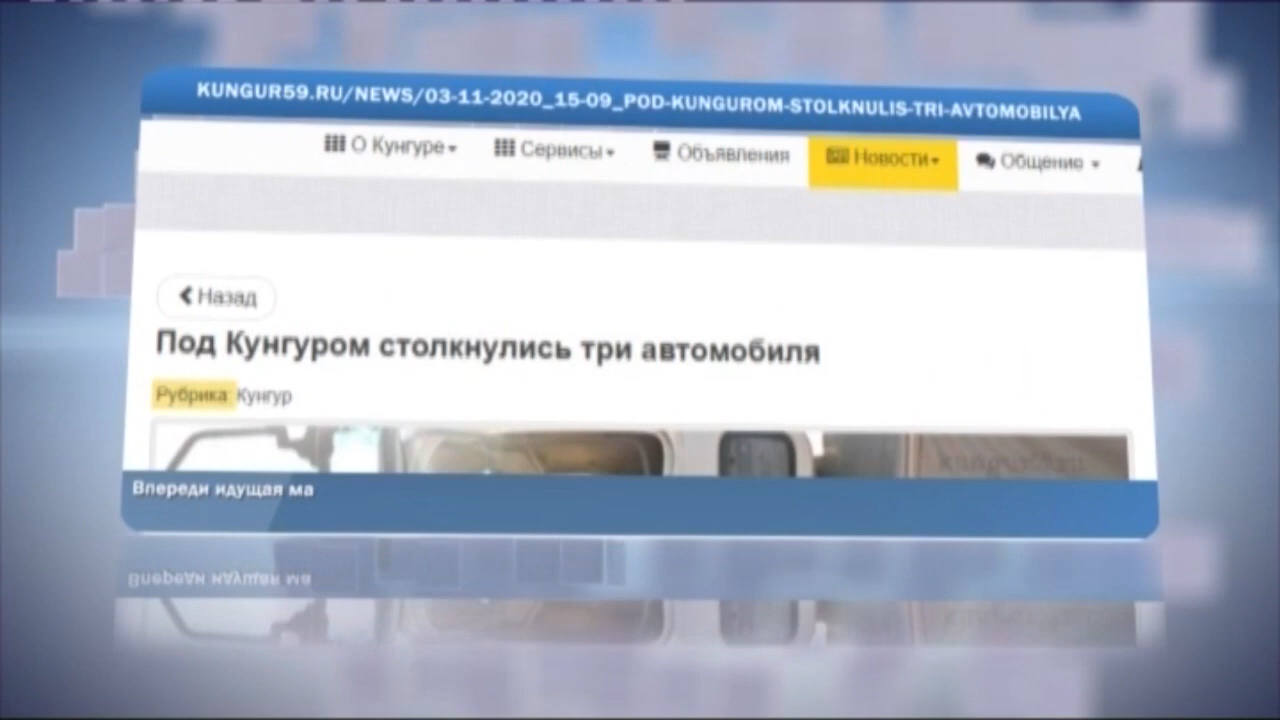 KUNGUR59.RU/NEWS/03-11-2020_15-09_POD-KUNGUROM-STOLKNULIS-TRI-AVTOMOBILYA
О Кунгуре Сервисы Объявления Новости Общение
Назад
Под Кунгуром столкнулись три автомобиля
Рубрика: Кунгур
Впереди идущая ма